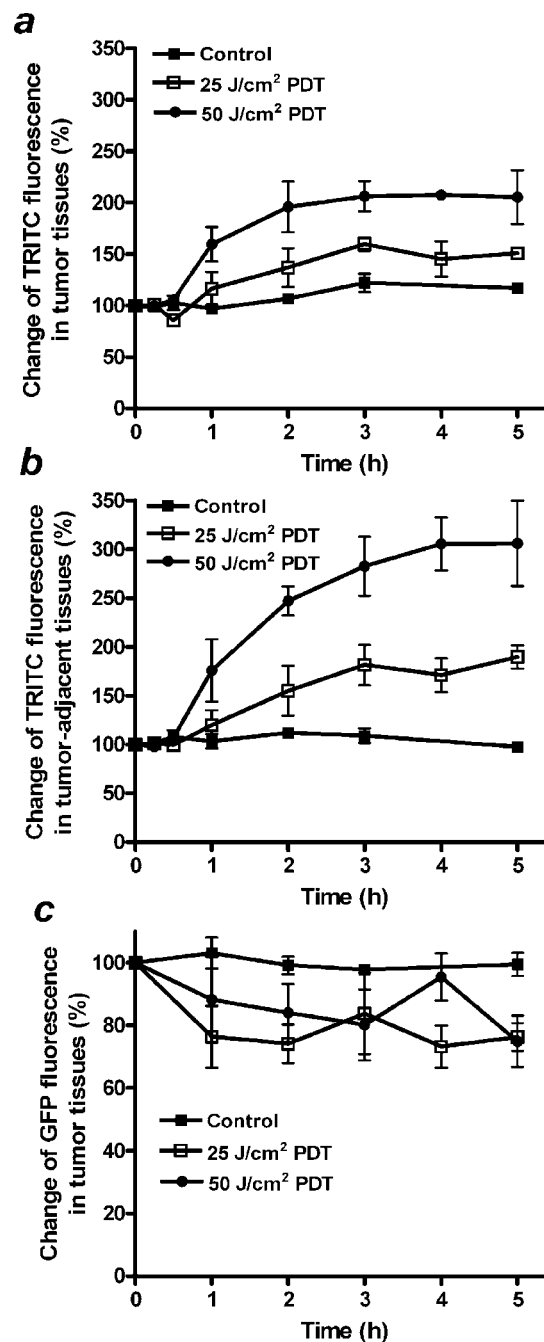 a
Change of TRITC fluorescence
in tumor tissues (%)
350
300
250
200
150
100
50
0
Control
25 J/cm² PDT
50 J/cm² PDT
0 1 2 3 4 5
Time (h)
b
Change of TRITC fluorescence
in tumor-adjacent tissues (%)
350
300
250
200
150
100
50
0
Control
25 J/cm² PDT
50 J/cm² PDT
0 1 2 3 4 5
Time (h)
c
Change of GFP fluorescence
in tumor tissues (%)
100
80
60
40
20
0
Control
25 J/cm² PDT
50 J/cm² PDT
0 1 2 3 4 5
Time (h)